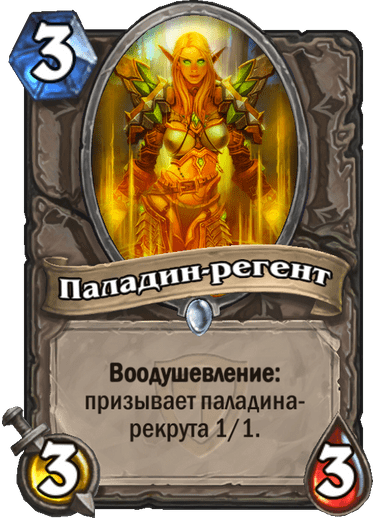 3
Паладин-регент
Воодушевление:
призывает паладина-
рекрута 1/1.
3
3